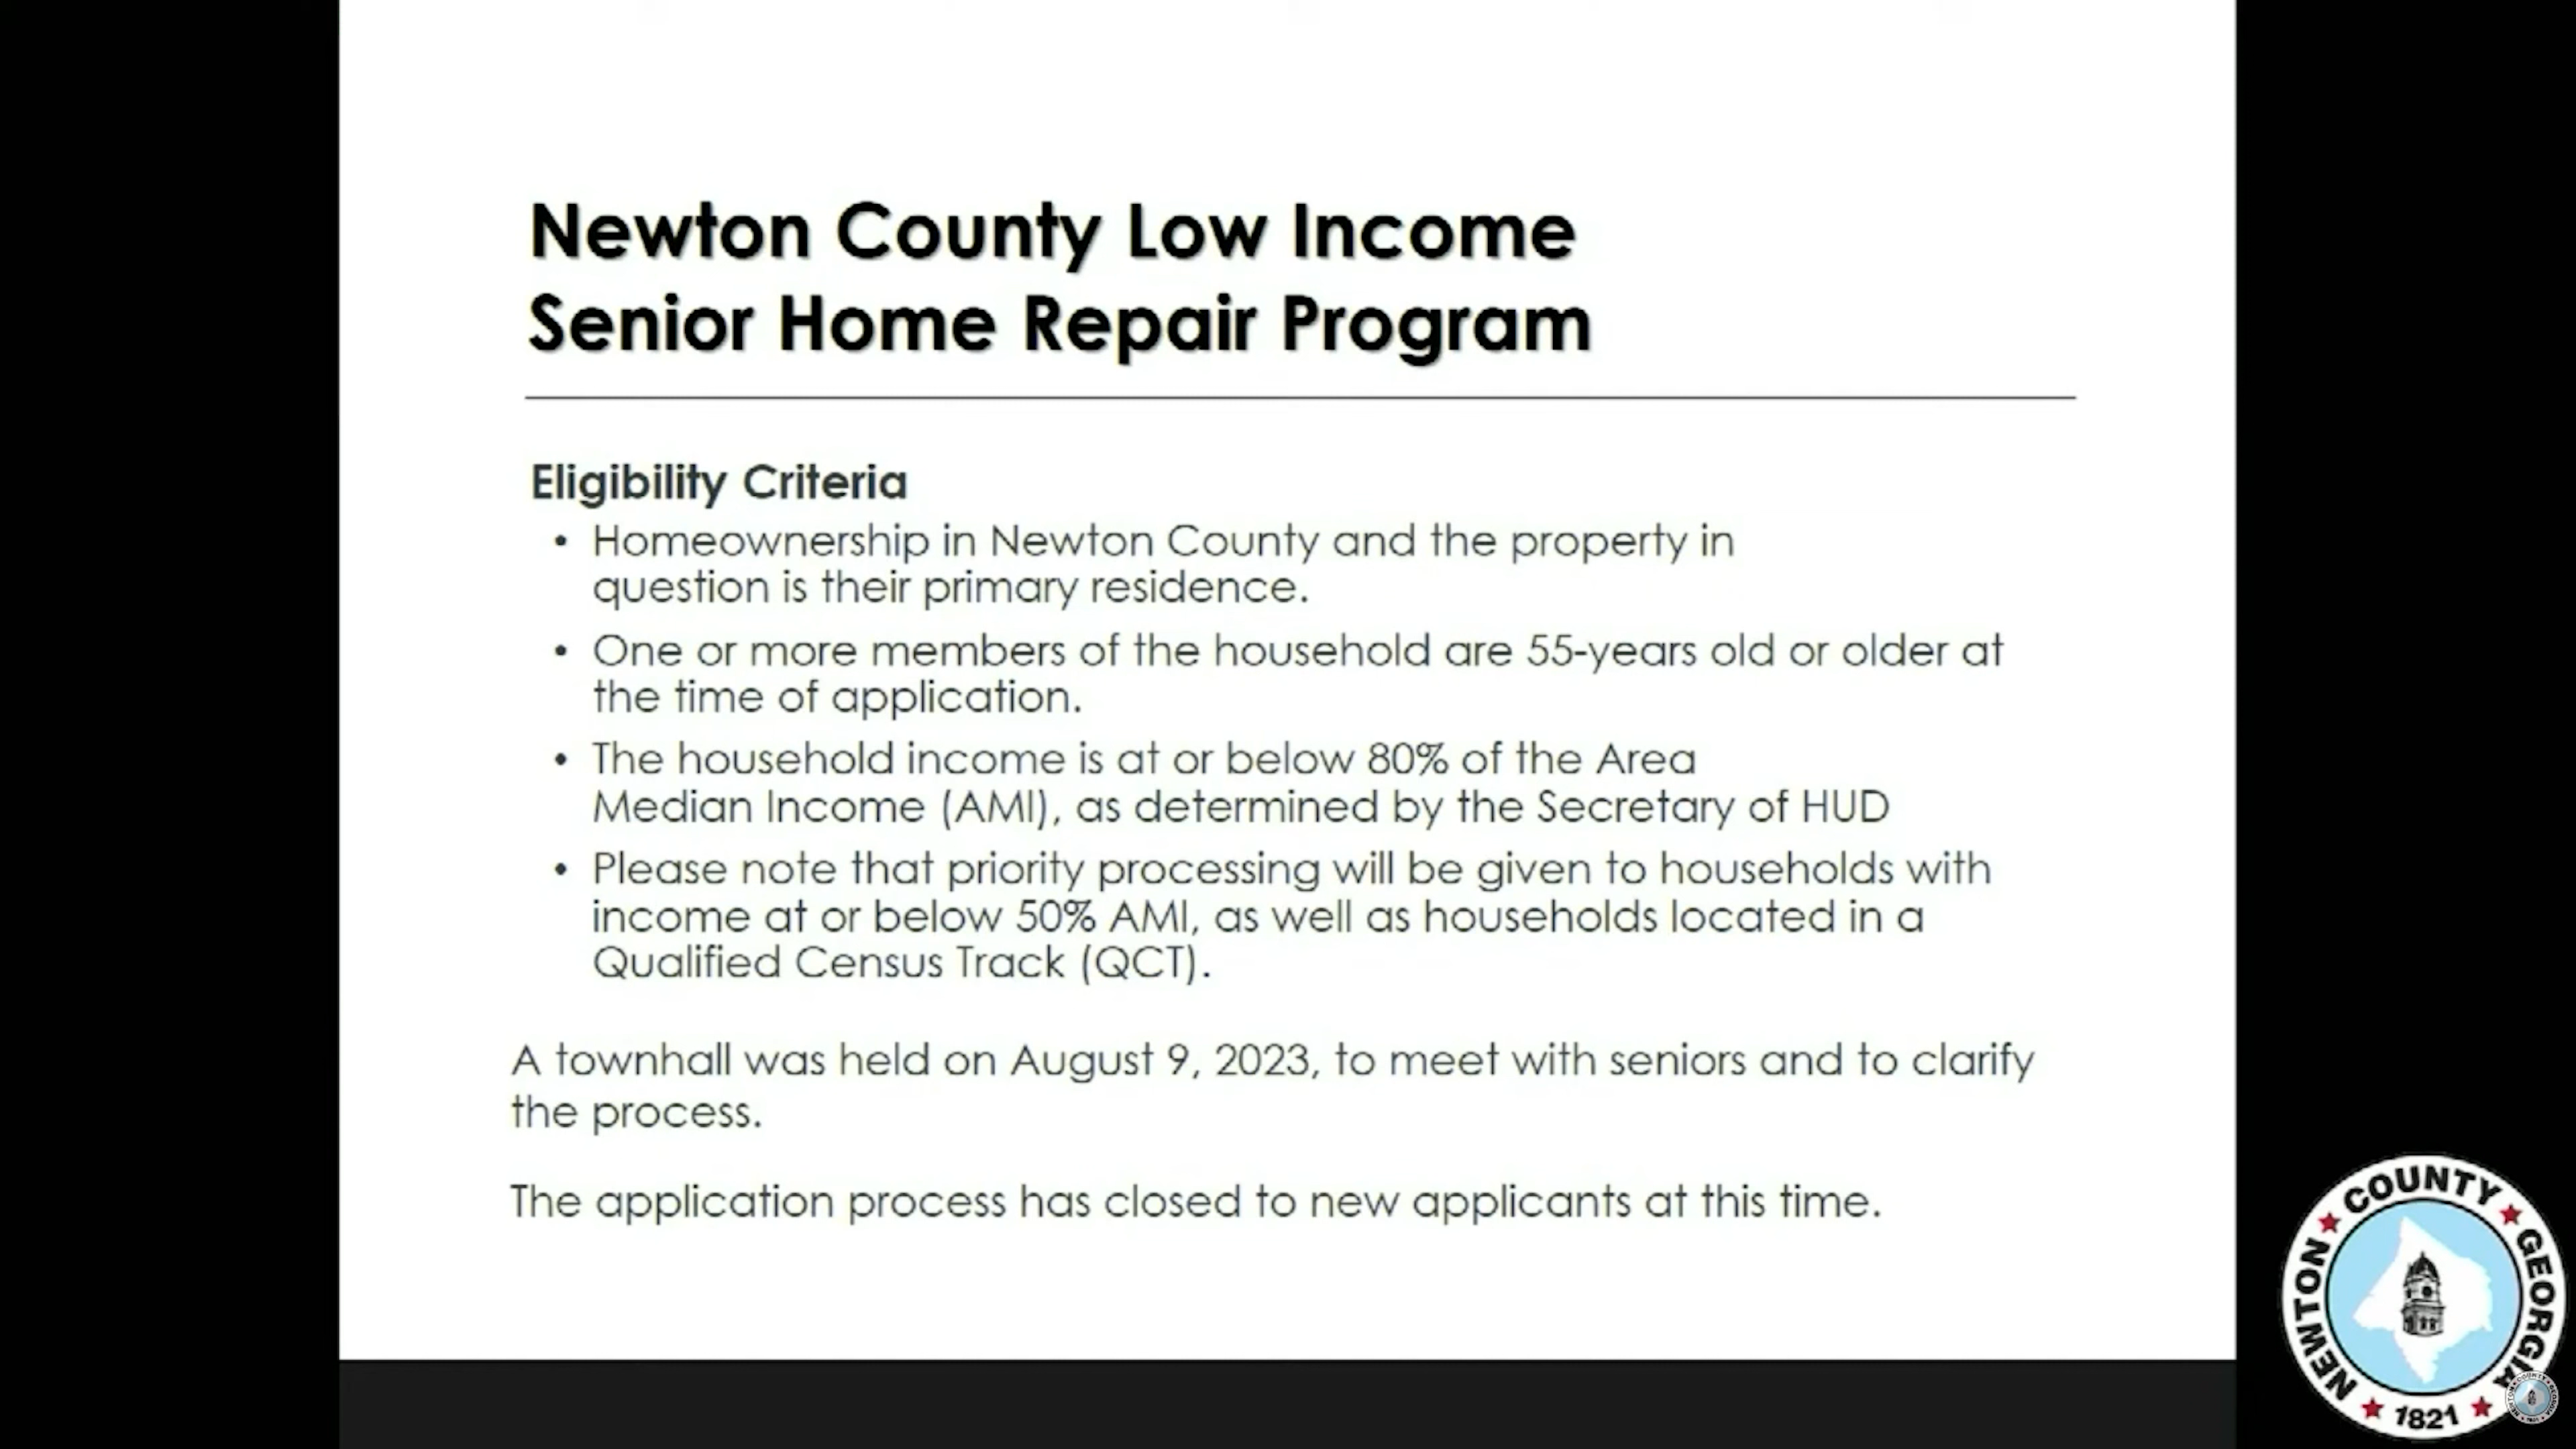 Newton County Low Income
Senior Home Repair Program
Eligibility Criteria
• Homeownership in Newton County and the property in
question is their primary residence.
• One or more members of the household are 55-years old or older at
the time of application.
• The household income is at or below 80% of the Area
Median Income (AMI), as determined by the Secretary of HUD
• Please note that priority processing will be given to households with
income at or below 50% AMI, as well as households located in a
Qualified Census Track (QCT).
A townhall was held on August 9, 2023, to meet with seniors and to clarify
the process.
The application process has closed to new applicants at this time.
NEWTON COUNTY GEORGIA
1821